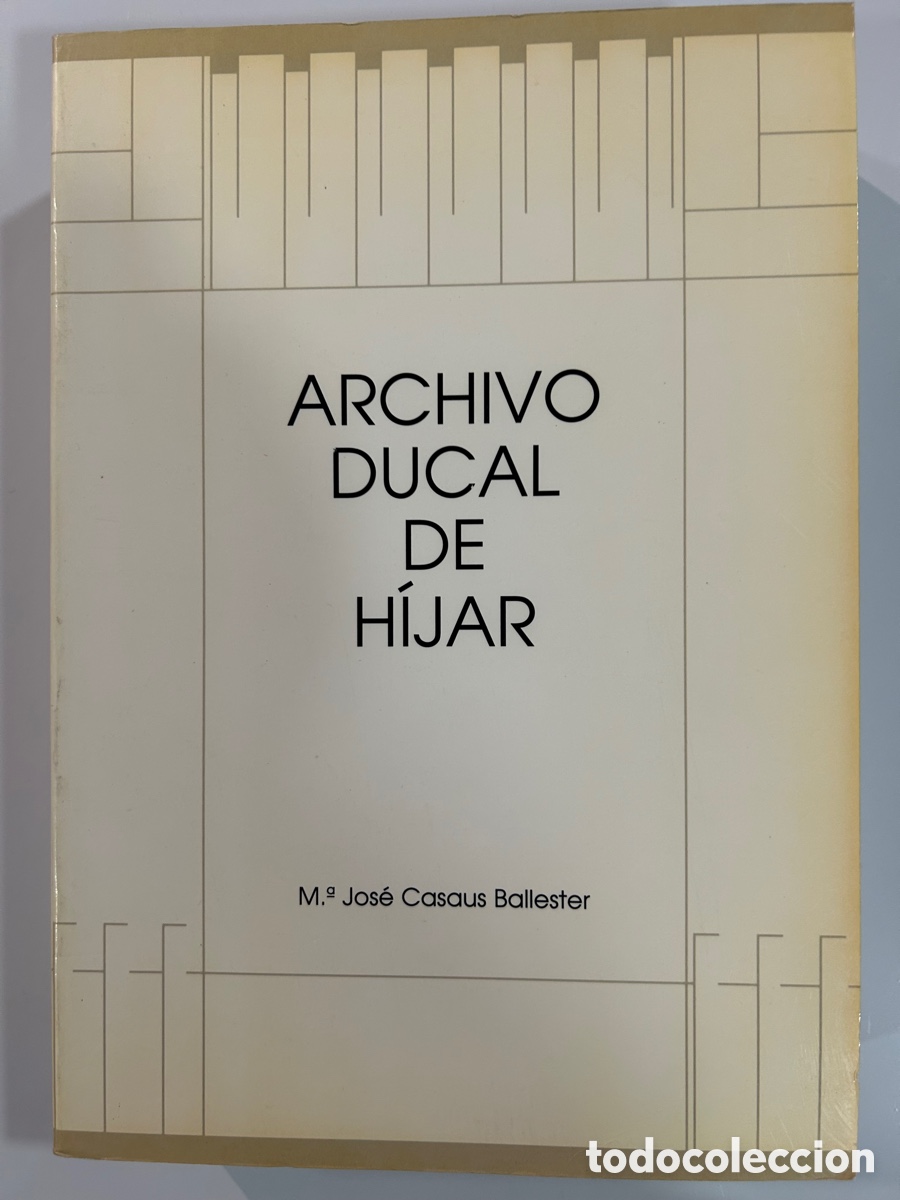 ARCHIVO
DUCAL
DE
HÍJAR
M.ª José Casaus Ballester
todocoleccion